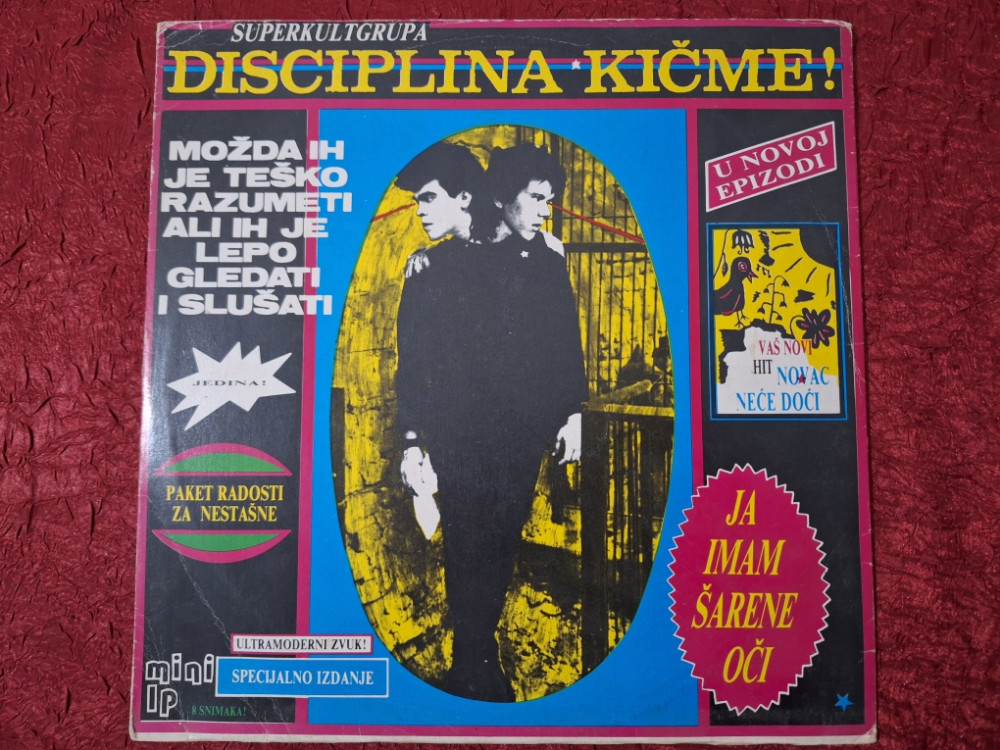 SUPERKULTGRUPA
DISCIPLINA KIČME!
MOŽDA IH
JE TEŠKO
RAZUMETI
ALI IH JE
LEPO
GLEDATI
I SLUŠATI
JEDINA!
PAKET RADOSTI
ZA NESTAŠNE
ULTRAMODERNI ZVUK!
SPECIJALNO IZDANJE
mini
lp
8 SNIMAKA!
U NOVOJ
EPIZODI
VAŠ NOVI
HIT NOVAC
NEĆE DOĆI
JA
IMAM
ŠARENE
OČI